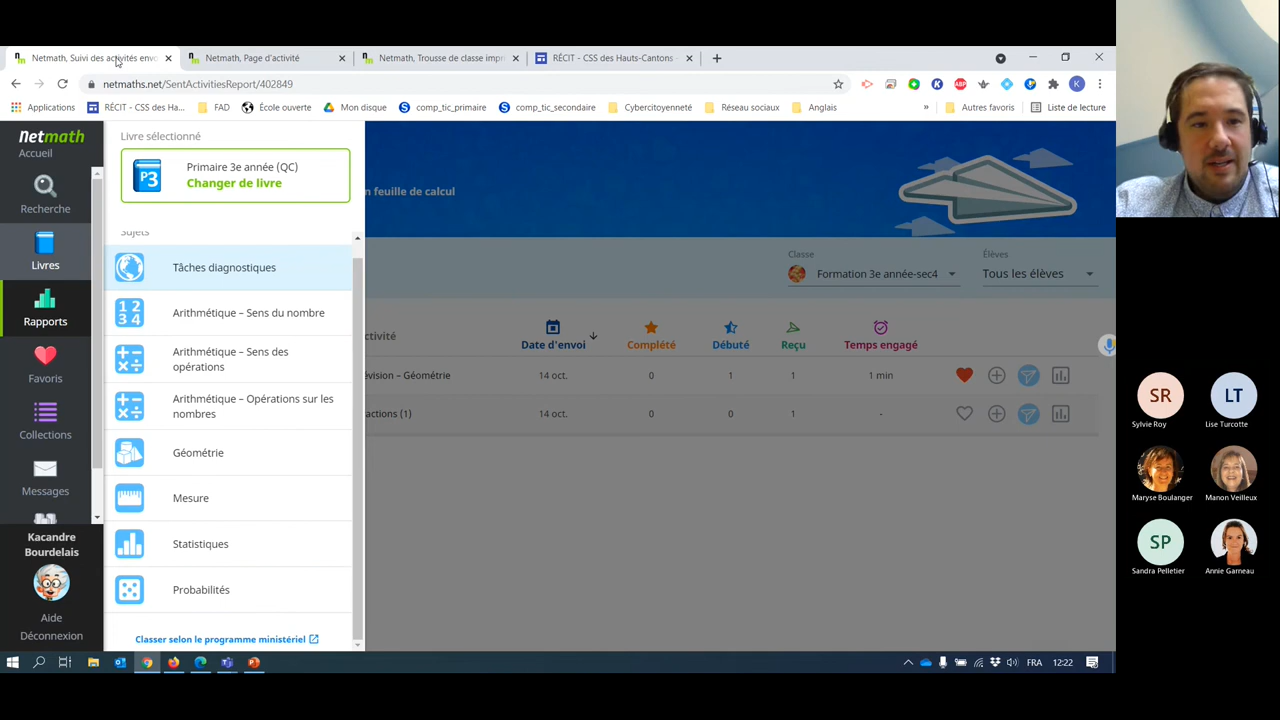 Netmath, Suivi des activités envo
Netmath, Page d'activité
Netmath, Trousse de classe impr
RÉCIT - CSS des Hauts-Cantons
netmaths.net/SentActivitiesReport/402849
K
ABP
K
Applications
RÉCIT - CSS des Ha...
FAD
École ouverte
Mon disque
comp_tic_primaire
comp_tic_secondaire
Cybercitoyenneté
Réseau sociaux
Anglais
»
Autres favoris
Liste de lecture
netmath
Accueil
Recherche
Livres
Rapports
Favoris
Collections
Messages
Kacandre
Bourdelais
Aide
Déconnexion
Livre sélectionné
P3
Primaire 3e année (QC)
Changer de livre
Sujets
Tâches diagnostiques
1 2
3 4
Arithmétique – Sens du nombre
Arithmétique – Sens des
opérations
Arithmétique – Opérations sur les
nombres
Géométrie
Mesure
Statistiques
Probabilités
Classer selon le programme ministériel
n feuille de calcul
Classe
Formation 3e année-sec4
Élèves
Tous les élèves
ctivité
Date d'envoi
Complété
Débuté
Reçu
Temps engagé
évision – Géométrie
14 oct.
0
1
1
1 min
actions (1)
14 oct.
0
0
1
-
SR
Sylvie Roy
LT
Lise Turcotte
Maryse Boulanger
Manon Veilleux
SP
Sandra Pelletier
Annie Garneau
FRA
12:22